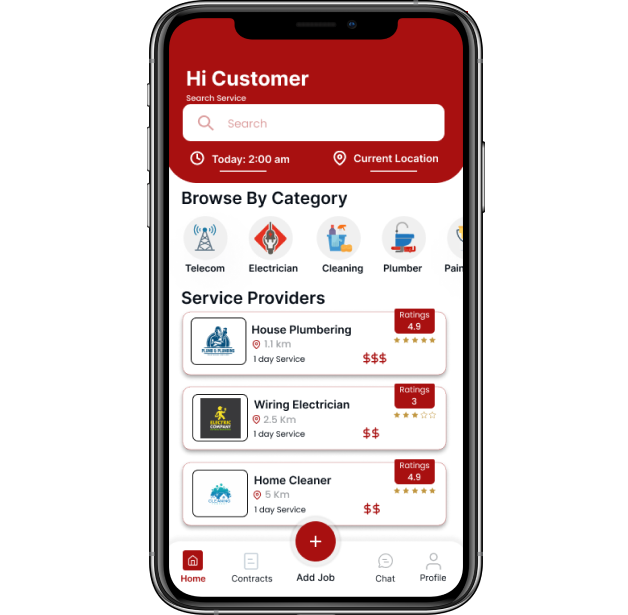 Hi Customer
Search Service
Search
Today: 2:00 am
Current Location
Browse By Category
Telecom
Electrician
Cleaning
Plumber
Pain
Service Providers
House Plumbering
1.1 km
1 day Service
$$$
Ratings
4.9
ELECTRIC
COMPANY
Wiring Electrician
2.5 Km
1 day Service
$$
Ratings
3
CLEANING
Home Cleaner
5 Km
1 day Service
$$
Ratings
4.9
Home
Contracts
Add Job
Chat
Profile